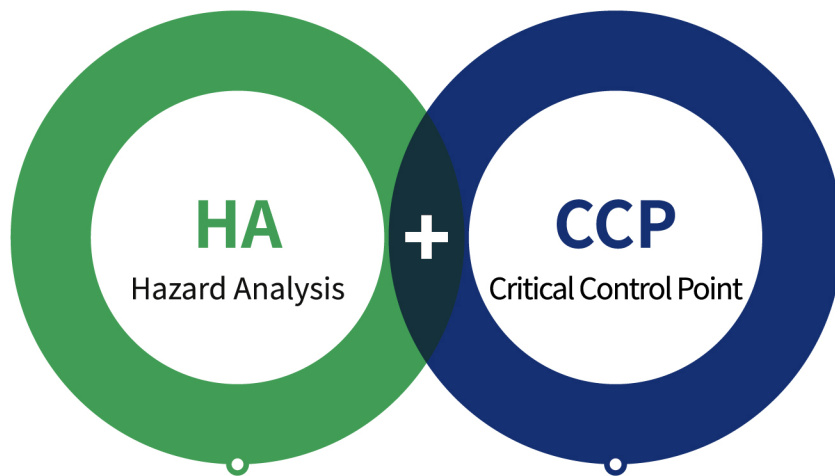 HA
Hazard Analysis
+
CCP
Critical Control Point